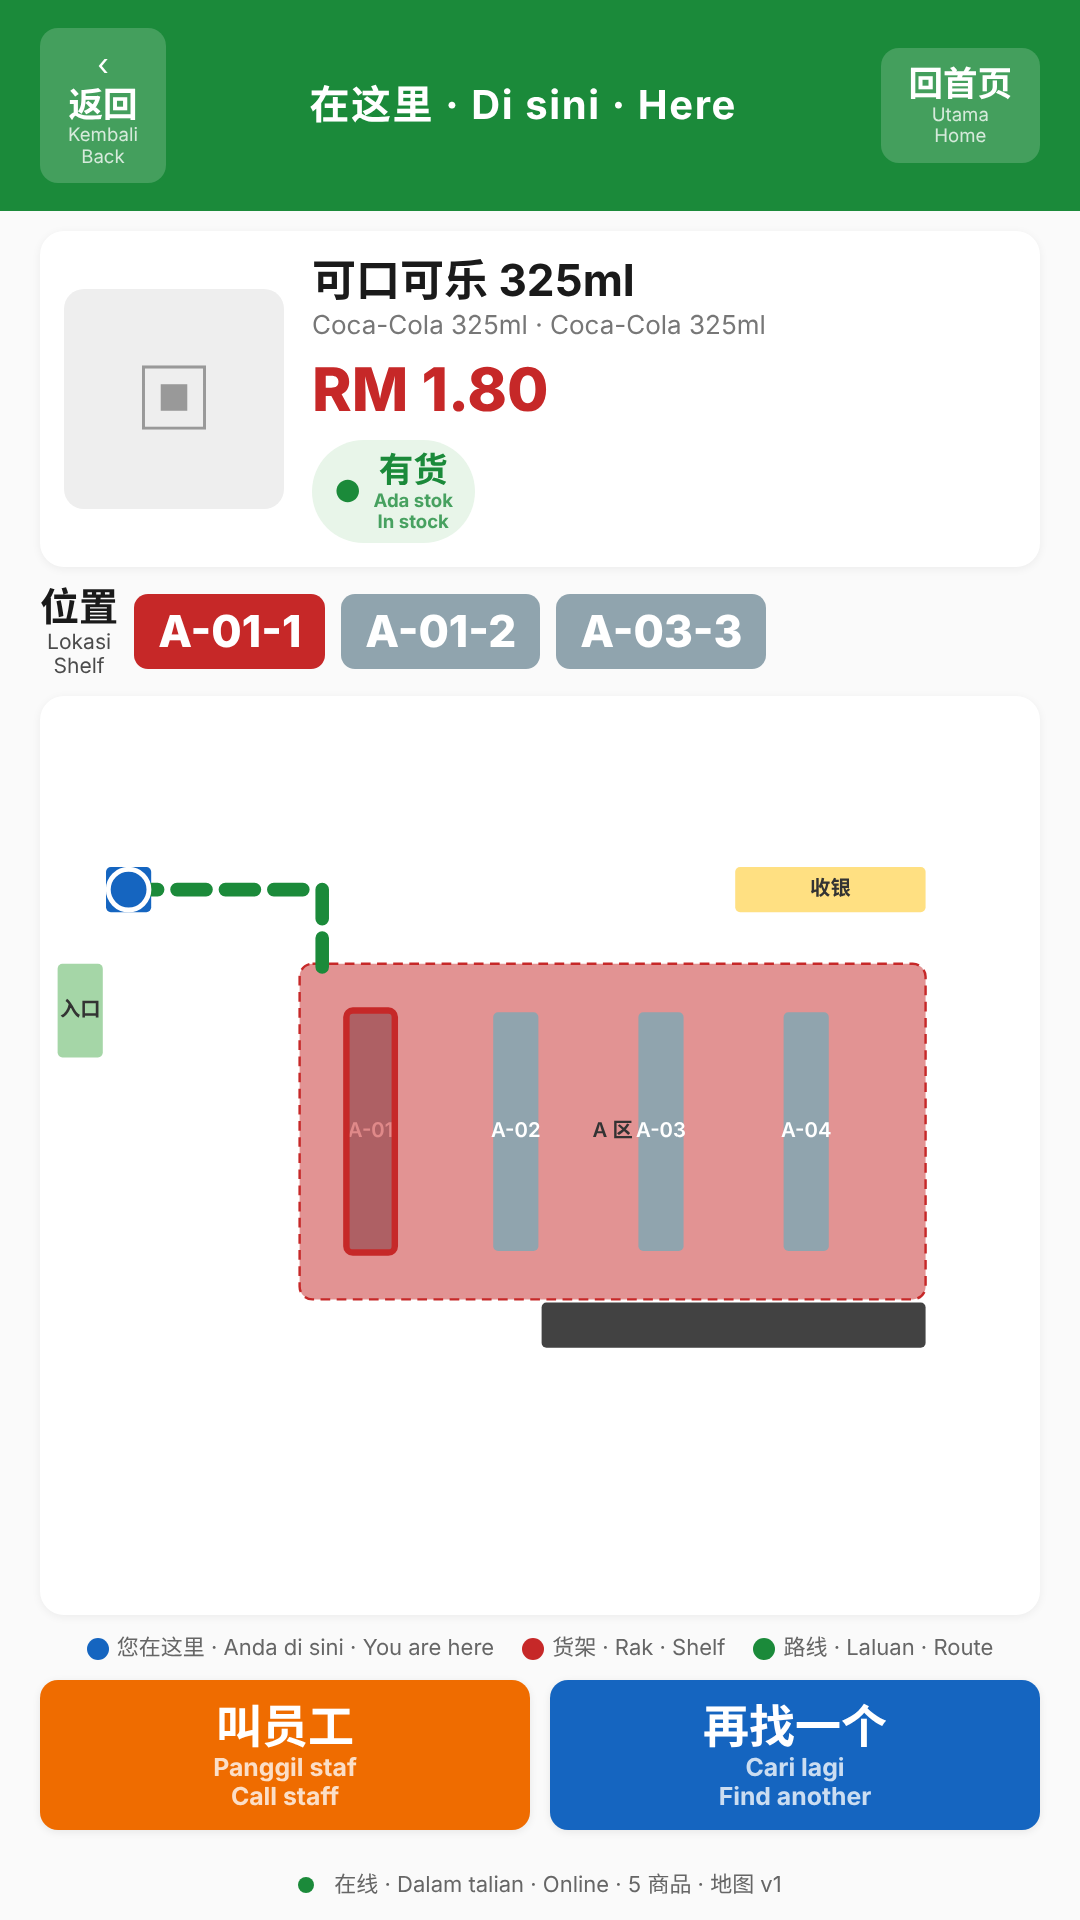 ‹
返回
Kembali
Back
在这里 · Di sini · Here
回首页
Utama
Home
可口可乐 325ml
Coca-Cola 325ml · Coca-Cola 325ml
RM 1.80
有货
Ada stok
In stock
位置
Lokasi
Shelf
A-01-1
A-01-2
A-03-3
收银
入口
A-01
A-02
A 区
A-03
A-04
您在这里 · Anda di sini · You are here
货架 · Rak · Shelf
路线 · Laluan · Route
叫员工
Panggil staf
Call staff
再找一个
Cari lagi
Find another
在线 · Dalam talian · Online · 5 商品 · 地图 v1